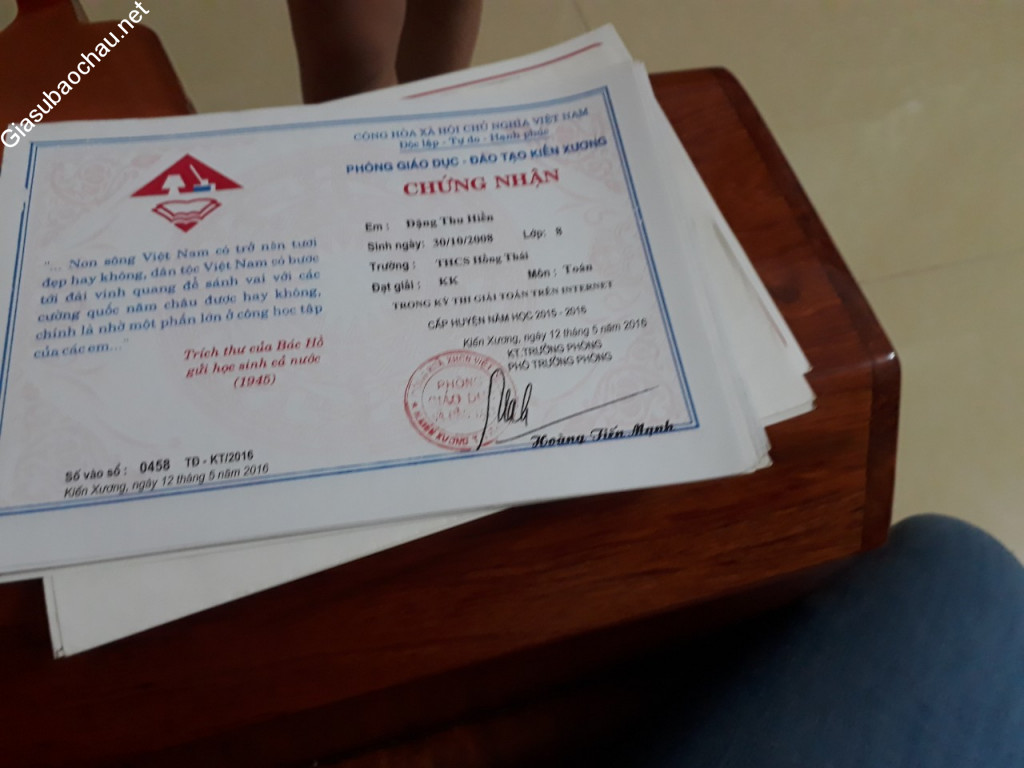 Giasubaochau.net
CỘNG HÒA XÃ HỘI CHỦ NGHĨA VIỆT NAM
Độc lập - Tự do - Hạnh phúc
PHÒNG GIÁO DỤC - ĐÀO TẠO KIẾN XƯƠNG
CHỨNG NHẬN
Em : Đặng Thu Hiền
Sinh ngày: 30/10/2008 Lớp: 8
Trường : THCS Hồng Thái
Đạt giải : KK Môn : Toán
TRONG KỲ THI GIẢI TOÁN TRÊN INTERNET
CẤP HUYỆN NĂM HỌC 2015 - 2016
Kiến Xương, ngày 12 tháng 5 năm 2016
KT.TRƯỞNG PHÒNG
PHÓ TRƯỞNG PHÒNG
PHÒNG
GIÁO DỤC
Hoàng Tiến Mạnh
"... Non sông Việt Nam có trở nên tươi
đẹp hay không, dân tộc Việt Nam có bước
tới đài vinh quang để sánh vai với các
cường quốc năm châu được hay không,
chính là nhờ một phần lớn ở công học tập
của các em..."
Trích thư của Bác Hồ
gửi học sinh cả nước
(1945)
Số vào sổ : 0458 TĐ - KT/2016
Kiến Xương, ngày 12 tháng 5 năm 2016